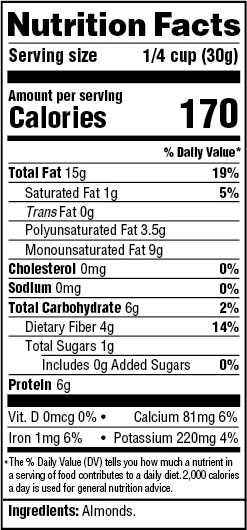 Nutrition Facts
Serving size 1/4 cup (30g)
Amount per serving
Calories 170
% Daily Value*
Total Fat 15g 19%
Saturated Fat 1g 5%
Trans Fat 0g
Polyunsaturated Fat 3.5g
Monounsaturated Fat 9g
Cholesterol 0mg 0%
Sodium 0mg 0%
Total Carbohydrate 6g 2%
Dietary Fiber 4g 14%
Total Sugars 1g
Includes 0g Added Sugars 0%
Protein 6g
Vit. D 0mcg 0% • Calcium 81mg 6%
Iron 1mg 6% • Potassium 220mg 4%
*The % Daily Value (DV) tells you how much a nutrient in
a serving of food contributes to a daily diet. 2,000 calories
a day is used for general nutrition advice.
Ingredients: Almonds.